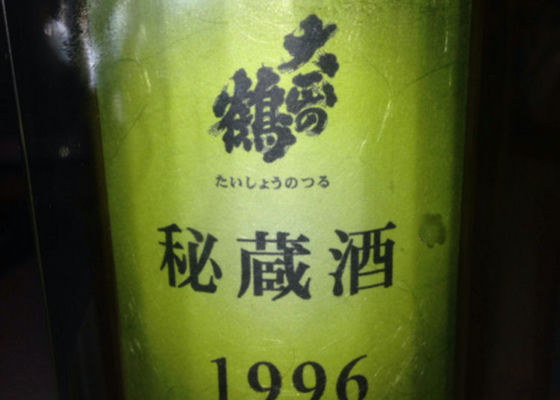 大正の
鶴
たいしょうのつる
秘蔵酒
1996